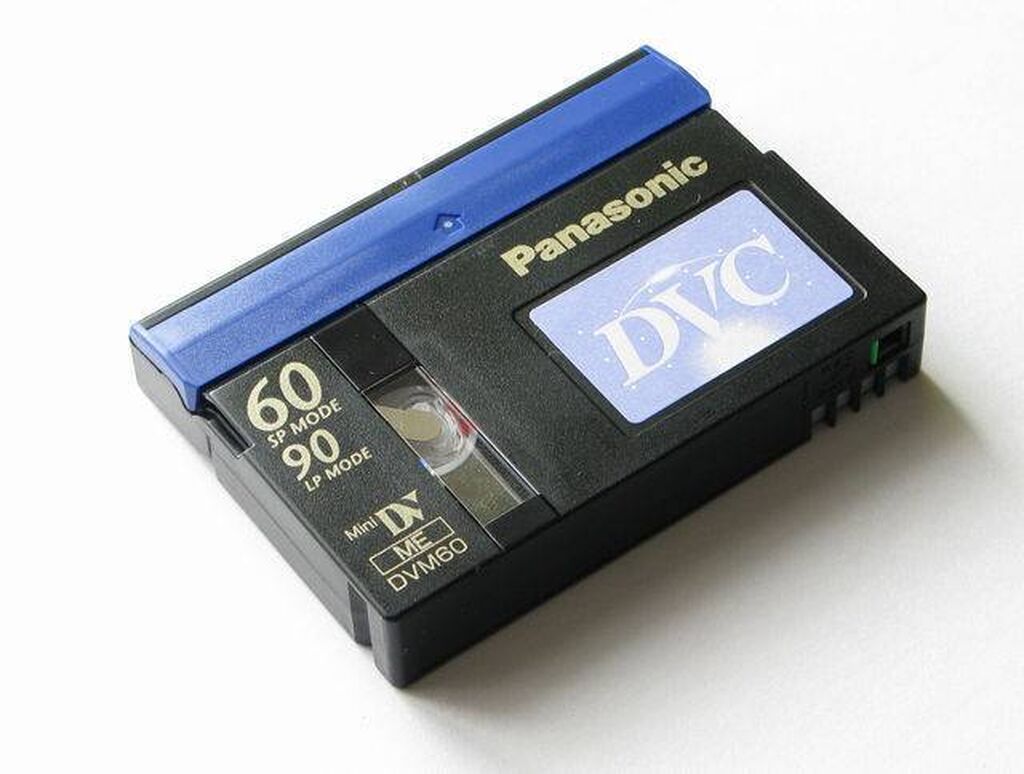 Panasonic
DVC
60
SP MODE
90
LP MODE
Mini DV
ME
DVM60